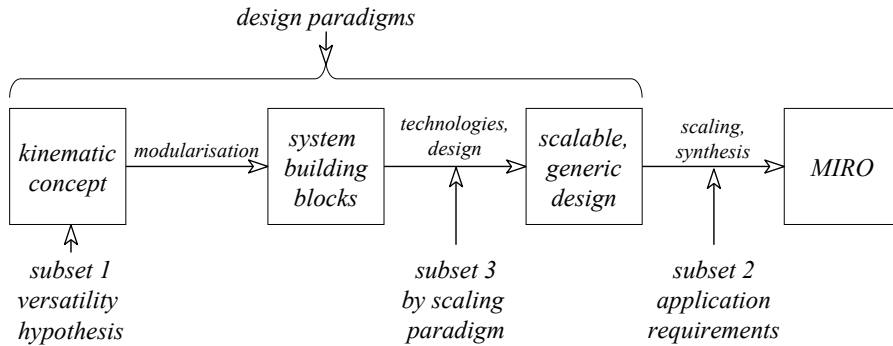 design paradigms
kinematic
concept
modularisation
system
building
blocks
technologies,
design
scalable,
generic
design
scaling,
synthesis
MIRO
subset 1
versatility
hypothesis
subset 3
by scaling
paradigm
subset 2
application
requirements